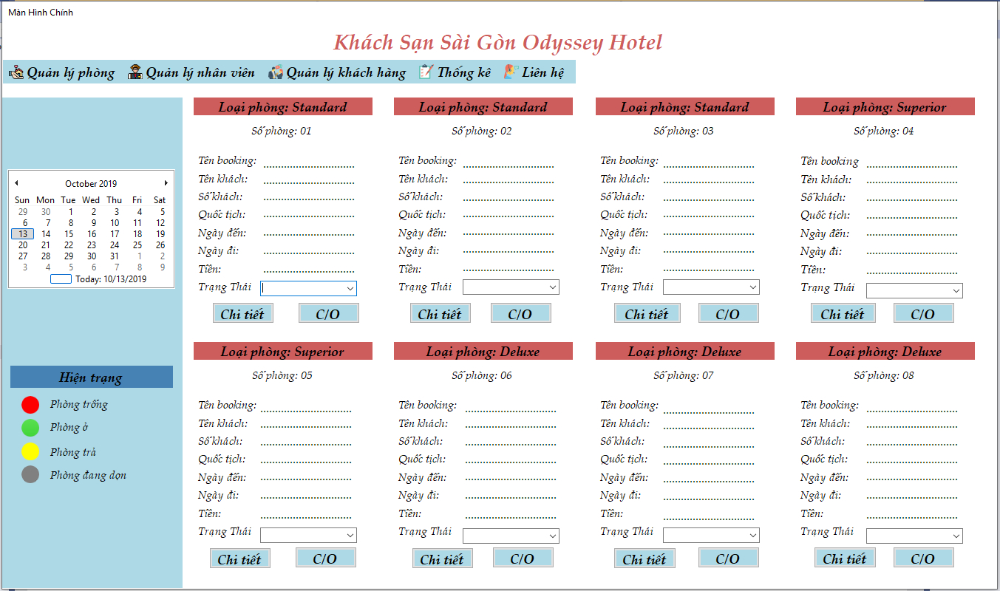 Màn Hình Chính
Khách Sạn Sài Gòn Odyssey Hotel
Quản lý phòng Quản lý nhân viên Quản lý khách hàng Thống kê Liên hệ
October 2019
Sun Mon Tue Wed Thu Fri Sat
29 30 1 2 3 4 5
6 7 8 9 10 11 12
13 14 15 16 17 18 19
20 21 22 23 24 25 26
27 28 29 30 31 1 2
3 4 5 6 7 8 9
Today: 10/13/2019
Hiện trạng
Phòng trống
Phòng ở
Phòng trả
Phòng đang dọn
Loại phòng: Standard
Số phòng: 01
Tên booking: ........................
Tên khách: ........................
Số khách: ........................
Quốc tịch: ........................
Ngày đến: ........................
Ngày đi: ........................
Tiền: ........................
Trạng Thái
Chi tiết C/O
Loại phòng: Standard
Số phòng: 02
Tên booking: ........................
Tên khách: ........................
Số khách: ........................
Quốc tịch: ........................
Ngày đến: ........................
Ngày đi: ........................
Tiền: ........................
Trạng Thái
Chi tiết C/O
Loại phòng: Standard
Số phòng: 03
Tên booking: ........................
Tên khách: ........................
Số khách: ........................
Quốc tịch: ........................
Ngày đến: ........................
Ngày đi: ........................
Tiền: ........................
Trạng Thái
Chi tiết C/O
Loại phòng: Superior
Số phòng: 04
Tên booking ........................
Tên khách: ........................
Số khách: ........................
Quốc tịch: ........................
Ngày đến: ........................
Ngày đi: ........................
Tiền: ........................
Trạng Thái
Chi tiết C/O
Loại phòng: Superior
Số phòng: 05
Tên booking: ........................
Tên khách: ........................
Số khách: ........................
Quốc tịch: ........................
Ngày đến: ........................
Ngày đi: ........................
Tiền: ........................
Trạng Thái
Chi tiết C/O
Loại phòng: Deluxe
Số phòng: 06
Tên booking: ........................
Tên khách: ........................
Số khách: ........................
Quốc tịch: ........................
Ngày đến: ........................
Ngày đi: ........................
Tiền: ........................
Trạng Thái
Chi tiết C/O
Loại phòng: Deluxe
Số phòng: 07
Tên booking: ........................
Tên khách: ........................
Số khách: ........................
Quốc tịch: ........................
Ngày đến: ........................
Ngày đi: ........................
Tiền: ........................
Trạng Thái
Chi tiết C/O
Loại phòng: Deluxe
Số phòng: 08
Tên booking: ........................
Tên khách: ........................
Số khách: ........................
Quốc tịch: ........................
Ngày đến: ........................
Ngày đi: ........................
Tiền: ........................
Trạng Thái
Chi tiết C/O